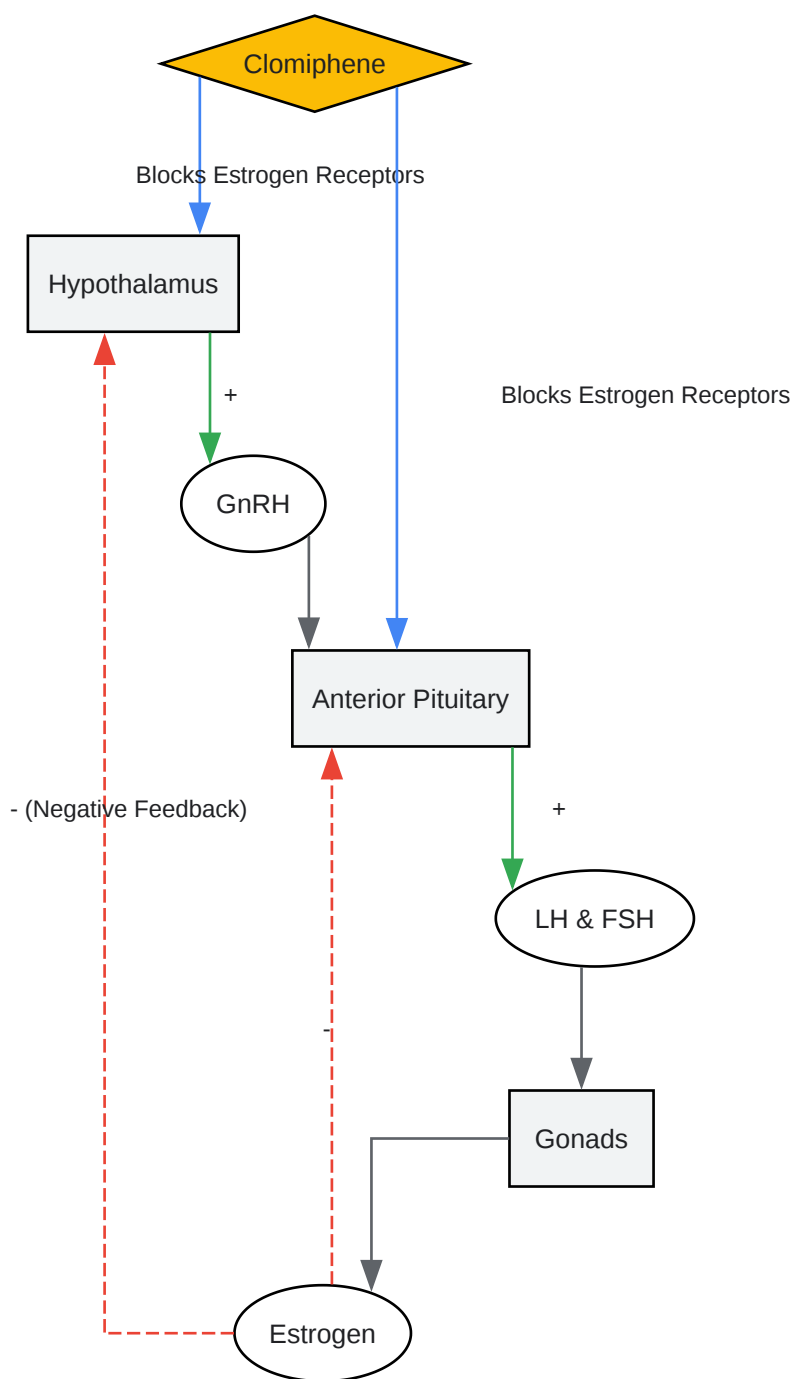 Clomiphene
Blocks Estrogen Receptors
Hypothalamus
+
Blocks Estrogen Receptors
GnRH
Anterior Pituitary
- (Negative Feedback)
+
LH & FSH
-
Gonads
Estrogen